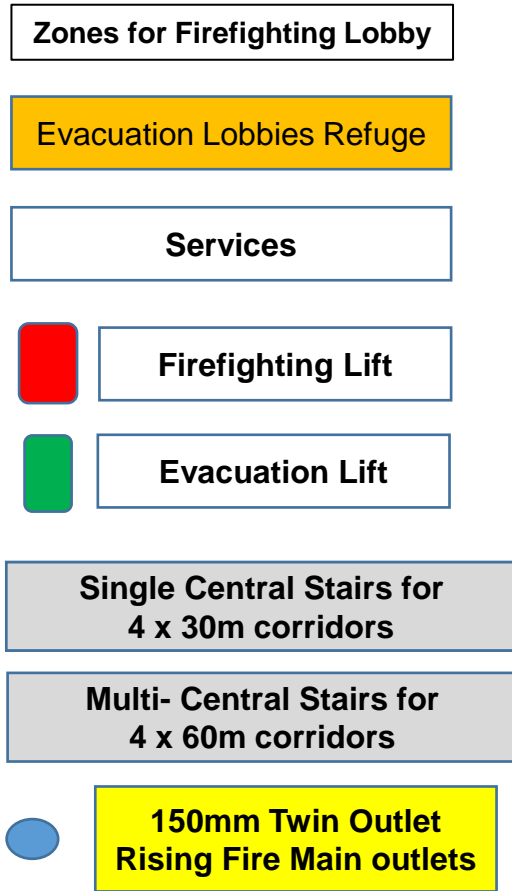 Zones for Firefighting Lobby
Evacuation Lobbies Refuge
Services
Firefighting Lift
Evacuation Lift
Single Central Stairs for
4 x 30m corridors
Multi- Central Stairs for
4 x 60m corridors
150mm Twin Outlet
Rising Fire Main outlets